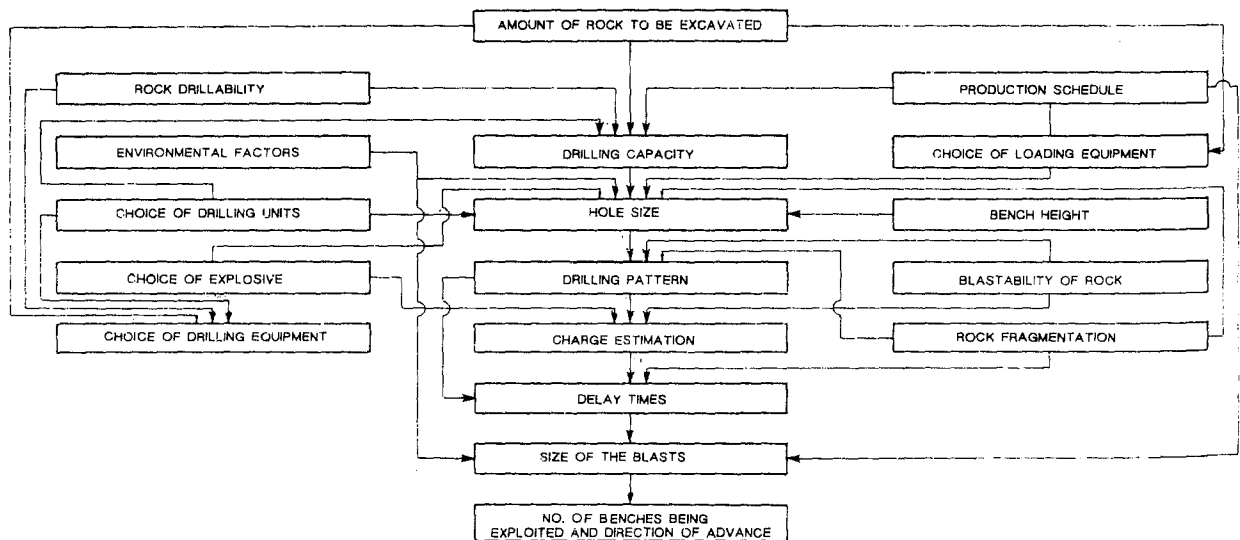 AMOUNT OF ROCK TO BE EXCAVATED
ROCK DRILLABILITY
PRODUCTION SCHEDULE
ENVIRONMENTAL FACTORS
DRILLING CAPACITY
CHOICE OF LOADING EQUIPMENT
CHOICE OF DRILLING UNITS
HOLE SIZE
BENCH HEIGHT
CHOICE OF EXPLOSIVE
DRILLING PATTERN
BLASTABILITY OF ROCK
CHOICE OF DRILLING EQUIPMENT
CHARGE ESTIMATION
ROCK FRAGMENTATION
DELAY TIMES
SIZE OF THE BLASTS
NO. OF BENCHES BEING
EXPLOITED AND DIRECTION OF ADVANCE